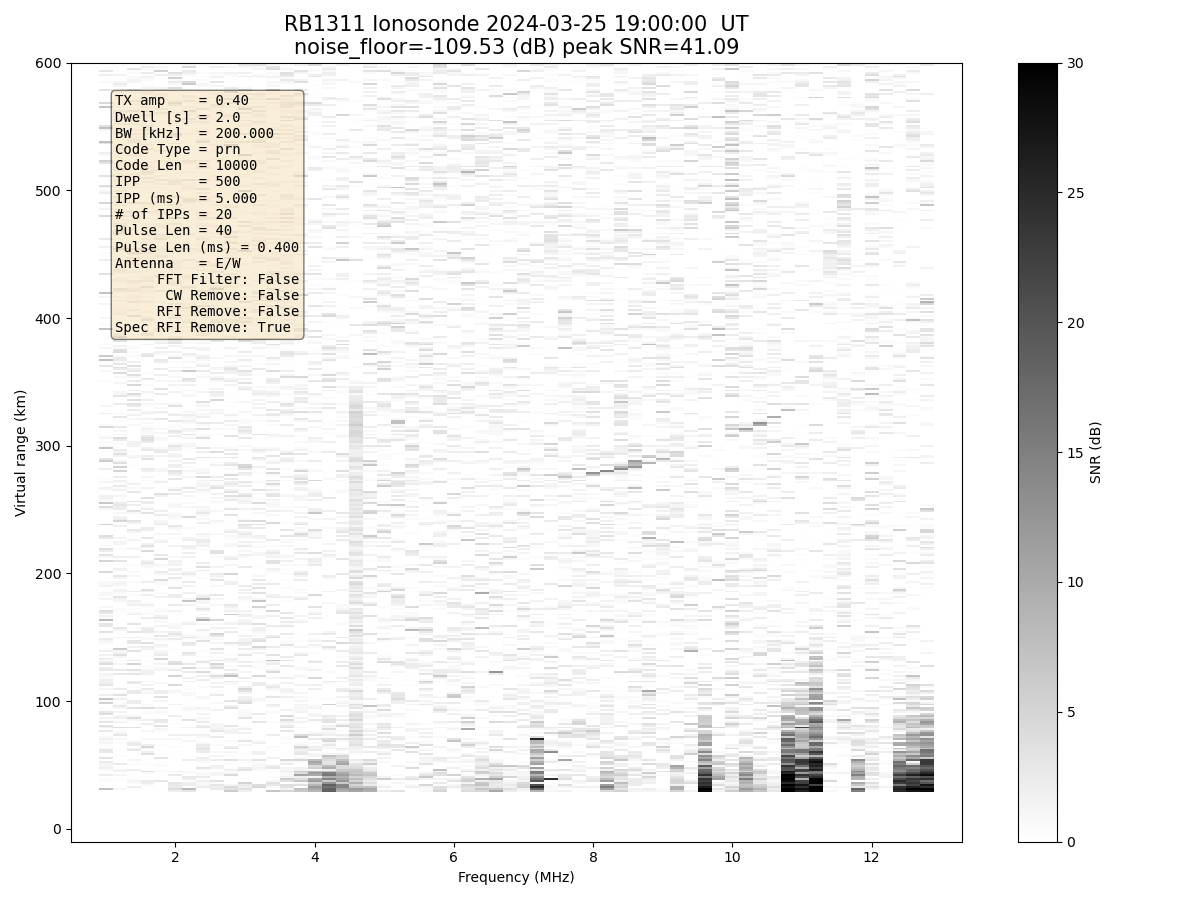 RB1311 Ionosonde 2024-03-25 19:00:00  UT
noise_floor=-109.53 (dB) peak SNR=41.09
600
500
400
300
200
100
0
Virtual range (km)
TX amp    = 0.40
Dwell [s] = 2.0
BW [kHz]  = 200.000
Code Type = prn
Code Len  = 10000
IPP       = 500
IPP (ms)  = 5.000
# of IPPs = 20
Pulse Len = 40
Pulse Len (ms) = 0.400
Antenna   = E/W
FFT Filter: False
CW Remove: False
RFI Remove: False
Spec RFI Remove: True
2 4 6 8 10 12
Frequency (MHz)
30
25
20
15
10
5
0
SNR (dB)